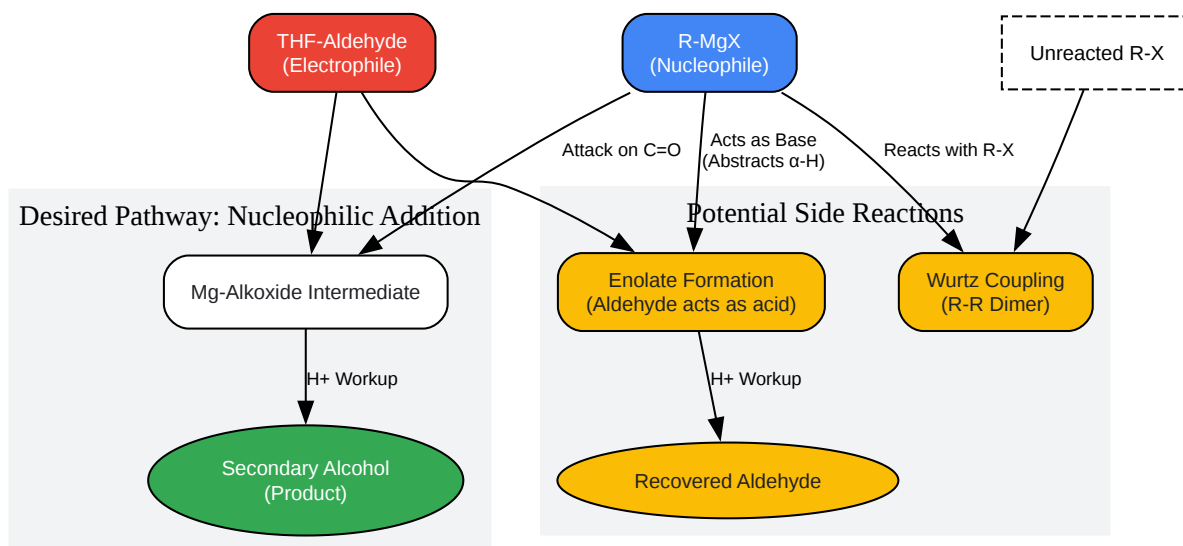 THF-Aldehyde
(Electrophile)
R-MgX
(Nucleophile)
Unreacted R-X
Attack on C=O
Acts as Base
(Abstracts α-H)
Reacts with R-X
Desired Pathway: Nucleophilic Addition
Potential Side Reactions
Mg-Alkoxide Intermediate
Enolate Formation
(Aldehyde acts as acid)
Wurtz Coupling
(R-R Dimer)
H+ Workup
H+ Workup
Secondary Alcohol
(Product)
Recovered Aldehyde